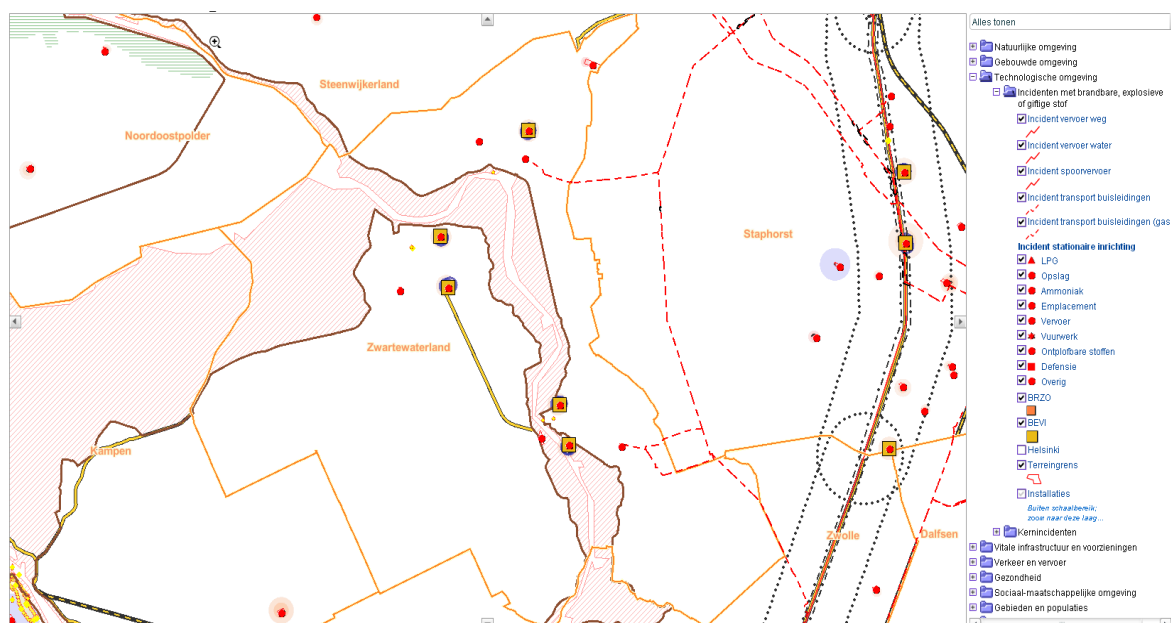 Alles tonen
Steenwijkerland
Noordoostpolder
Staphorst
Zwartewaterland
Kampen
Zwolle
Dalfsen
Natuurlijke omgeving
Gebouwde omgeving
Technologische omgeving
Incidenten met brandbare, explosieve
of giftige stof
Incident vervoer weg
Incident vervoer water
Incident spoorvervoer
Incident transport buisleidingen
Incident transport buisleidingen (gas
Incident stationaire inrichting
LPG
Opslag
Ammoniak
Emplacement
Vervoer
Vuurwerk
Ontplofbare stoffen
Defensie
Overig
BRZO
BEVI
Helsinki
Terreingrens
Installaties
Buiten schaalbereik;
zoom naar deze laag...
Kernincidenten
Vitale infrastructuur en voorzieningen
Verkeer en vervoer
Gezondheid
Sociaal-maatschappelijke omgeving
Gebieden en populaties